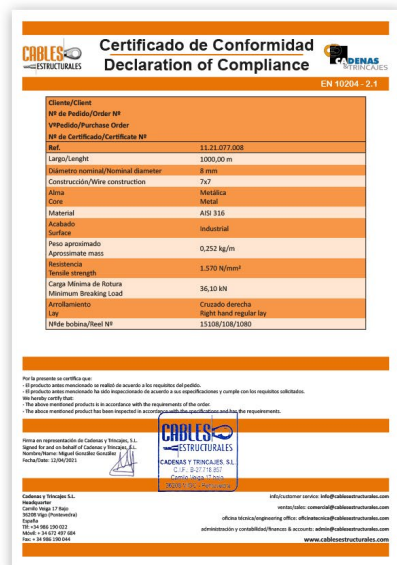 CABLES
ESTRUCTURALES
Certificado de Conformidad
Declaration of Compliance
CADENAS
&TRINCAJES
EN 10204 - 2.1
Cliente/Client
Nº de Pedido/Order Nº
VºPedido/Purchase Order
Nº de Certificado/Certificate Nº
Ref. 11.21.077.008
Largo/Lenght 1000,00 m
Diámetro nominal/Nominal diameter 8 mm
Construcción/Wire construction 7x7
Alma Metálica
Core Metal
Material AISI 316
Acabado
Surface Industrial
Peso aproximado
Aprossimate mass 0,252 kg/m
Resistencia
Tensile strength 1.570 N/mm²
Carga Mínima de Rotura
Minimum Breaking Load 36,10 kN
Arrollamiento Cruzado derecha
Lay Right hand regular lay
Nºde bobina/Reel Nº 15108/108/1080
Por la presente se certifica que:
- El producto antes mencionado se realizó de acuerdo a los requisitos del pedido.
- El producto antes mencionado ha sido inspeccionado de acuerdo a sus especificaciones y cumple con los requisitos solicitados.
We hereby certify that:
- The above mentioned products is in accordance with the requirements of the order.
- The above mentioned product has been inspected in accordance with the specifications and has the requirements.
Firma en representación de Cadenas y Trincajes, S.L.
Signed for and on behalf of Cadenas y Trincajes, S.L.
Nombre/Name: Miguel González González
Fecha/Date: 12/04/2021
CABLES
ESTRUCTURALES
CADENAS Y TRINCAJES, S.L.
C.I.F.: B-27.718.357
Camilo Veiga 17 bajo
36208 VIGO - Pontevedra
Cadenas y Trincajes S.L.
Headquarter
Camilo Veiga 17 Bajo
36208 Vigo (Pontevedra)
España
Tlf: +34 986 190 022
Móvil: + 34 672 497 684
Fax: + 34 986 190 044
info/customer service: info@cablesestructurales.com
ventas/sales: comercial@cablesestructurales.com
oficina técnica/engineering office: oficinatecnica@cablesestructurales.com
administración y contabilidad/finances & accounts: admin@cablesestructurales.com
www.cablesestructurales.com